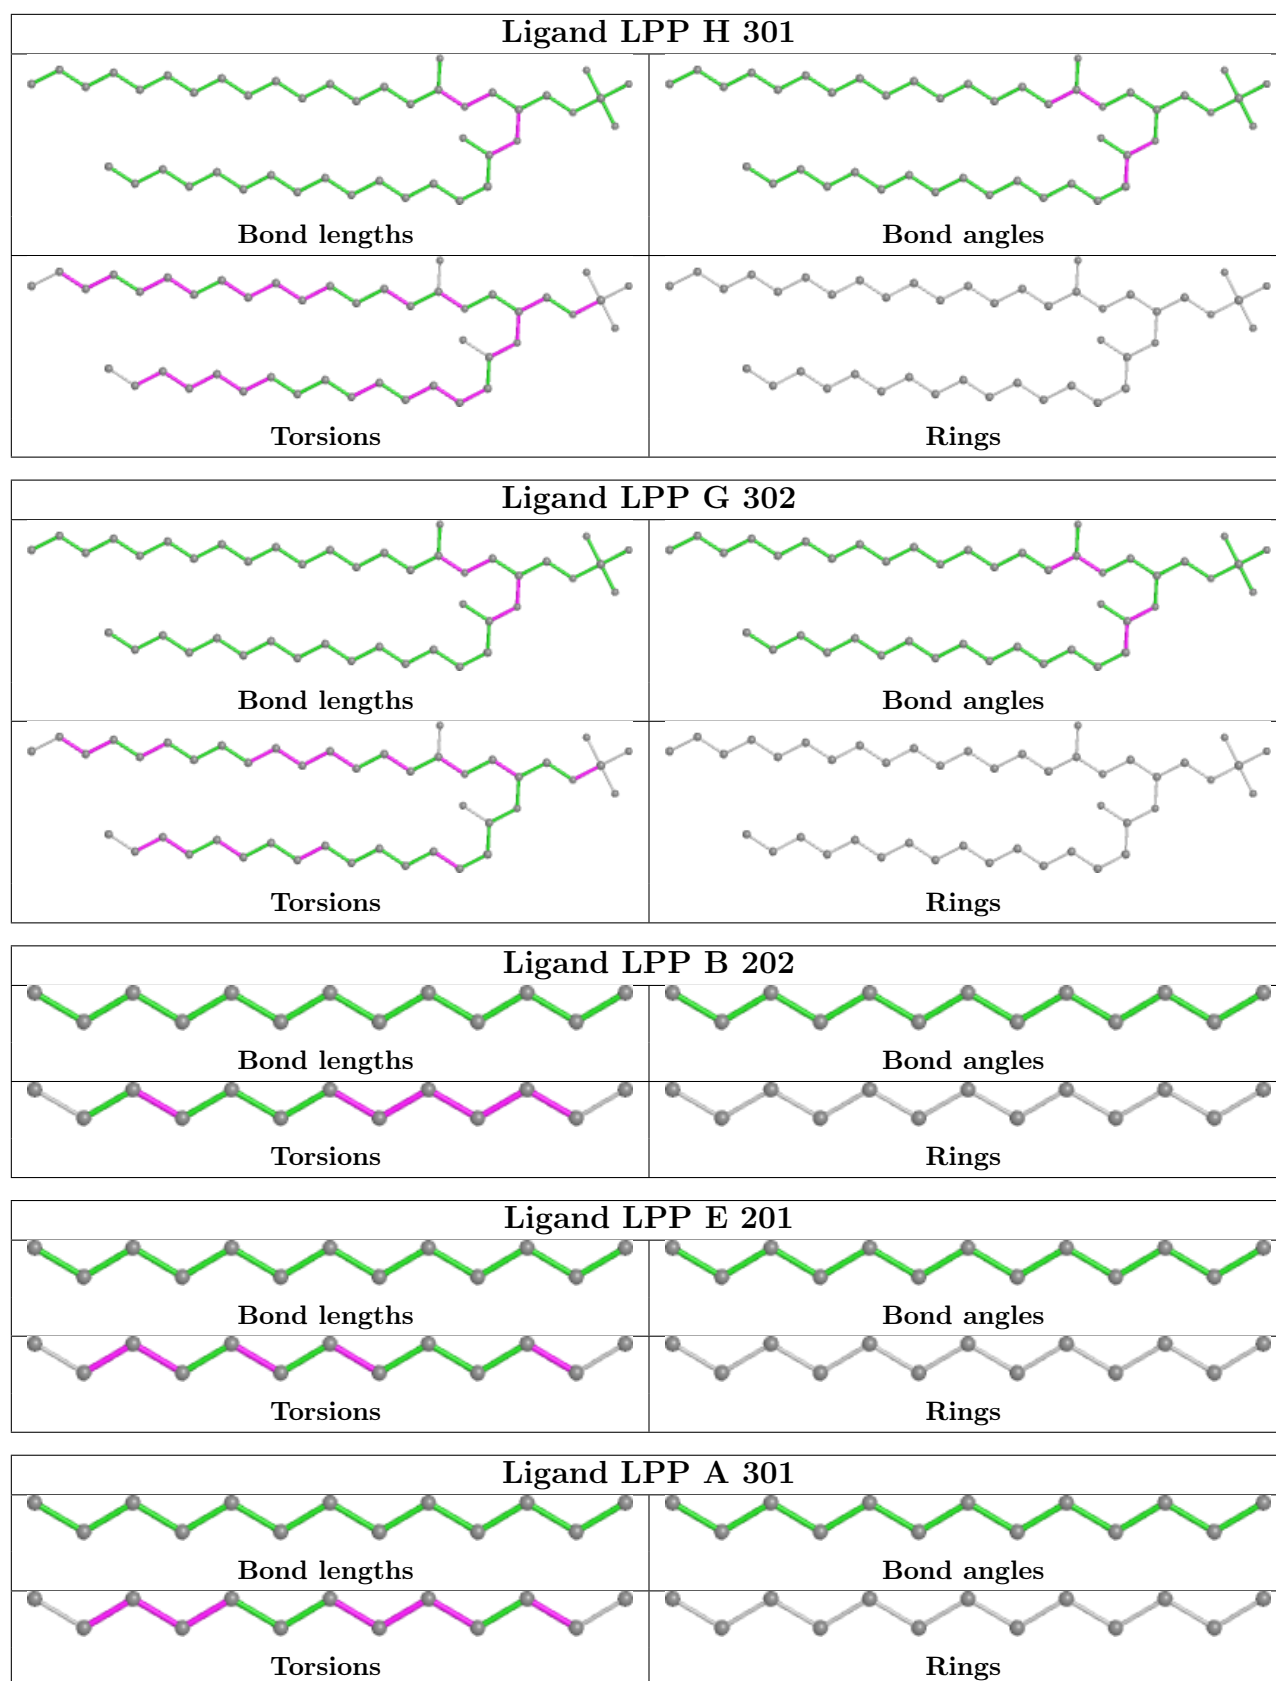 Ligand LPP H 301
Bond lengths
Bond angles
Torsions
Rings
Ligand LPP G 302
Bond lengths
Bond angles
Torsions
Rings
Ligand LPP B 202
Bond lengths
Bond angles
Torsions
Rings
Ligand LPP E 201
Bond lengths
Bond angles
Torsions
Rings
Ligand LPP A 301
Bond lengths
Bond angles
Torsions
Rings